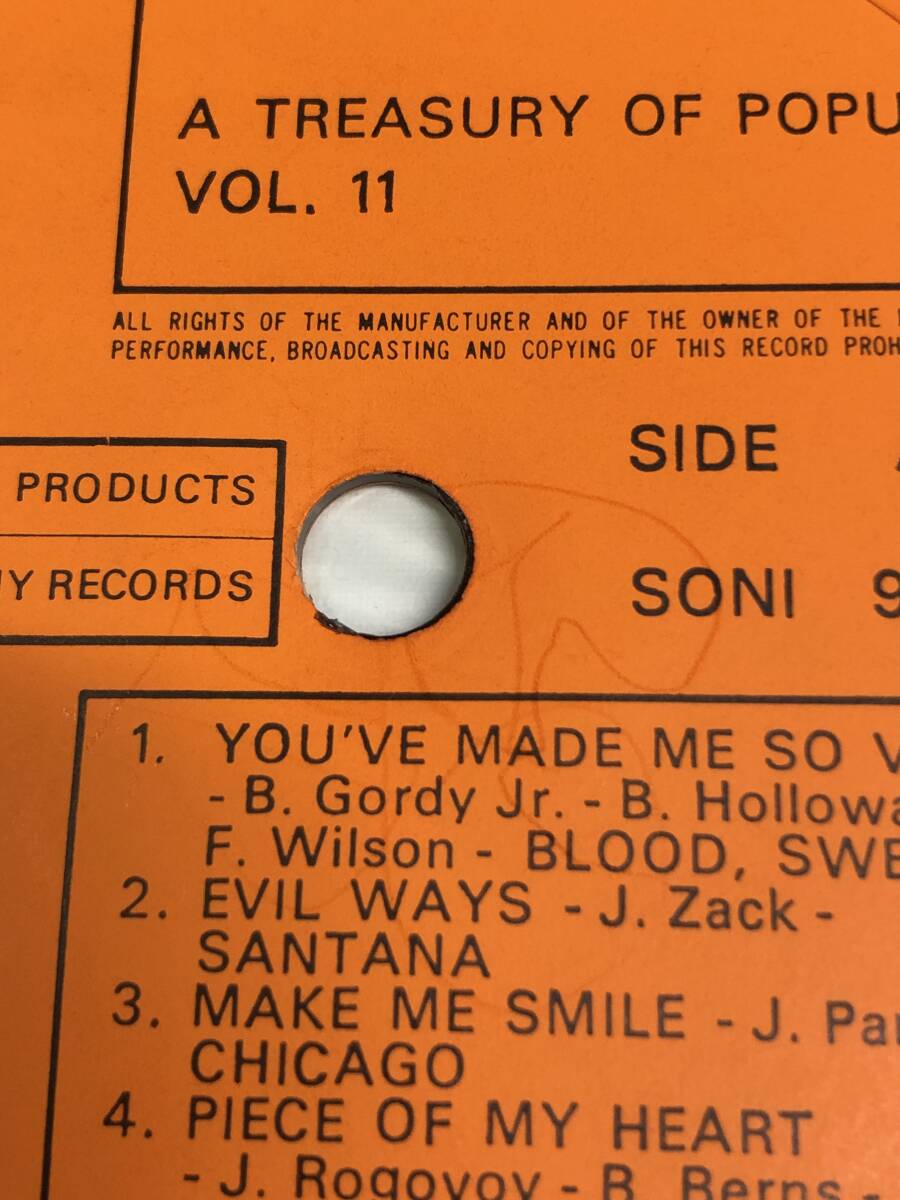 A TREASURY OF POPU
VOL. 11
ALL RIGHTS OF THE MANUFACTURER AND OF THE OWNER OF THE
PERFORMANCE, BROADCASTING AND COPYING OF THIS RECORD PROH
SIDE
PRODUCTS
Y RECORDS
SONI 9
1. YOU'VE MADE ME SO V
- B. Gordy Jr. - B. Hollowa
F. Wilson - BLOOD, SWE
2. EVIL WAYS - J. Zack -
SANTANA
3. MAKE ME SMILE - J. Pan
CHICAGO
4. PIECE OF MY HEART
- J. Rogovoy - B. Berns -